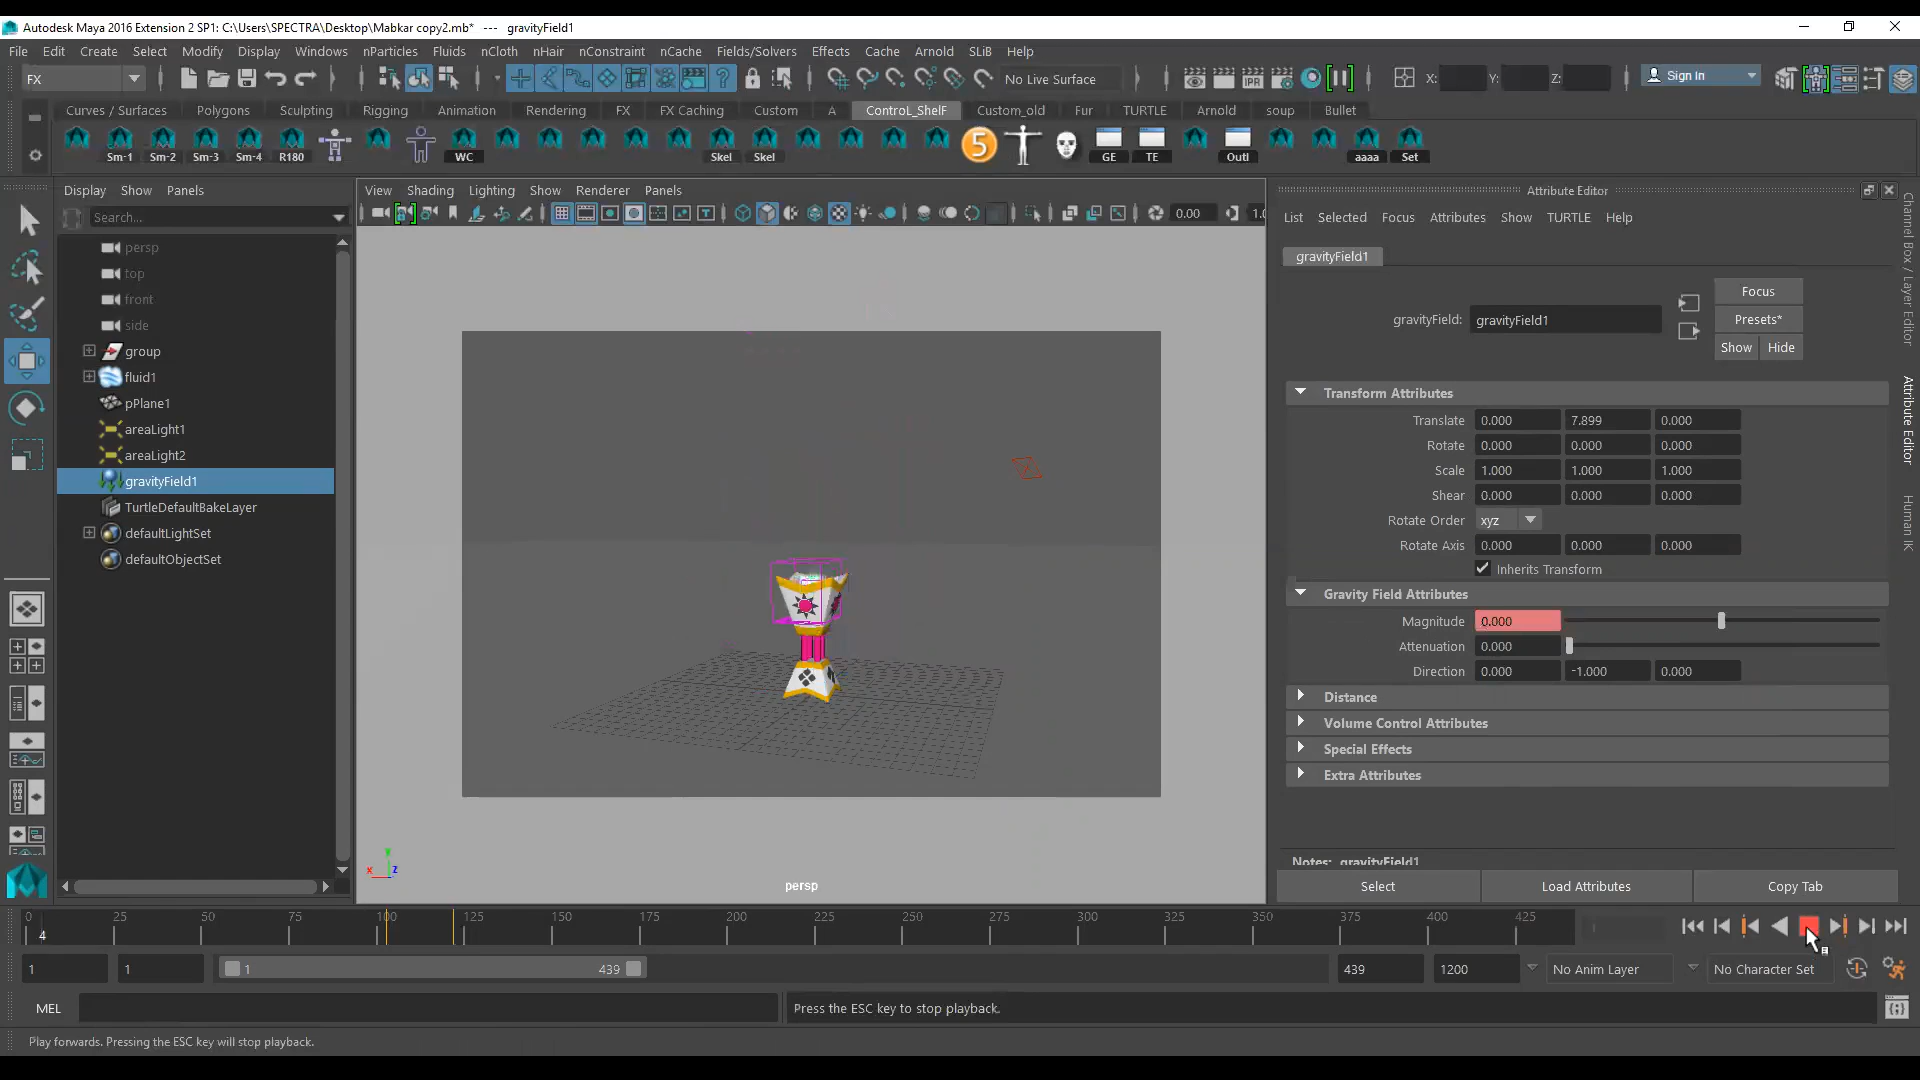 Autodesk Maya 2016 Extension 2 SP1: C:\Users\SPECTRA\Desktop\Mabkar copy2.mb* --- gravityField1
File Edit Create Select Modify Display Windows nParticles Fluids nCloth nHair nConstraint nCache Fields/Solvers Effects Cache Arnold SLiB Help
FX No Live Surface X: Y: Z: Sign In
Curves / Surfaces Polygons Sculpting Rigging Animation Rendering FX FX Caching Custom A ControL_ShelF Custom_old Fur TURTLE Arnold soup Bullet
Sm-1 Sm-2 Sm-3 Sm-4 R180 WC Skel Skel 5 GE TE Outl aaaa Set
Display Show Panels
Search...
persp
top
front
side
group
fluid1
pPlane1
areaLight1
areaLight2
gravityField1
TurtleDefaultBakeLayer
defaultLightSet
defaultObjectSet
View Shading Lighting Show Renderer Panels
0.00 1.0
persp
Attribute Editor
List Selected Focus Attributes Show TURTLE Help
gravityField1
gravityField: gravityField1
Focus
Presets*
Show Hide
Transform Attributes
Translate 0.000 7.899 0.000
Rotate 0.000 0.000 0.000
Scale 1.000 1.000 1.000
Shear 0.000 0.000 0.000
Rotate Order xyz
Rotate Axis 0.000 0.000 0.000
Inherits Transform
Gravity Field Attributes
Magnitude 0.000
Attenuation 0.000
Direction 0.000 -1.000 0.000
Distance
Volume Control Attributes
Special Effects
Extra Attributes
Notes: gravityField1
Select Load Attributes Copy Tab
Channel Box / Layer Editor
Attribute Editor
Human IK
0 25 50 75 100 125 150 175 200 225 250 275 300 325 350 375 400 425
4
1 1 1 439 439 1200 No Anim Layer No Character Set
MEL Press the ESC key to stop playback.
Play forwards. Pressing the ESC key will stop playback.